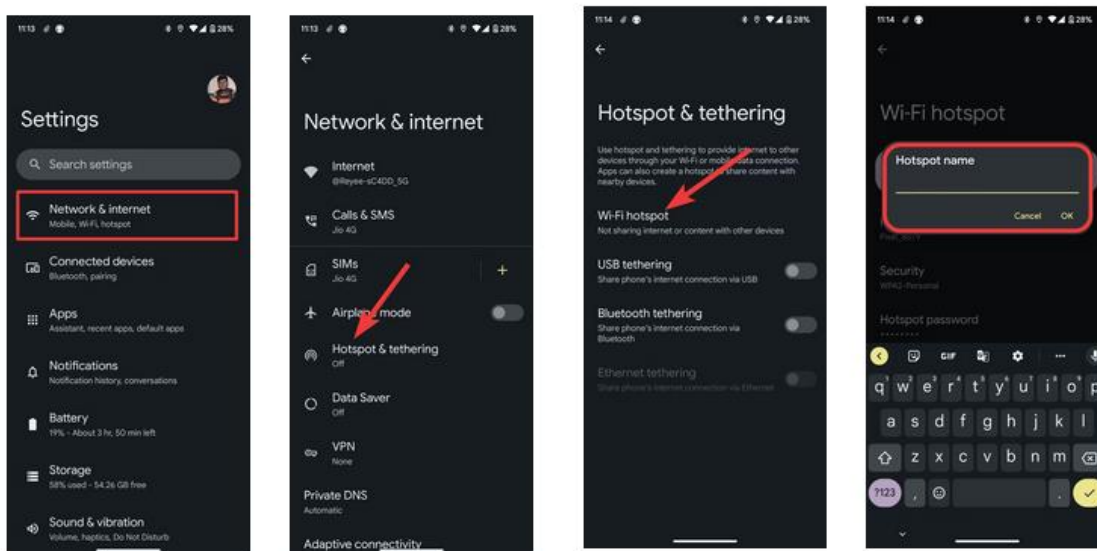 11:13 28%
Settings
Search settings
Network & internet
Mobile, Wi-Fi, hotspot
Connected devices
Bluetooth, pairing
Apps
Assistant, recent apps, default apps
Notifications
Notification history, conversations
Battery
19% - About 3 hr, 50 min left
Storage
58% used - 54.26 GB free
Sound & vibration
Volume, haptics, Do Not Disturb
11:13 28%
Network & internet
Internet
@Reyee-sC4DD_5G
Calls & SMS
Jio 4G
SIMs
Jio 4G
+
Airplane mode
Hotspot & tethering
Off
Data Saver
Off
VPN
None
Private DNS
Automatic
Adaptive connectivity
11:14 28%
Hotspot & tethering
Use hotspot and tethering to provide internet to other
devices through your Wi-Fi or mobile data connection.
Apps can also create a hotspot to share content with
nearby devices.
Wi-Fi hotspot
Not sharing internet or content with other devices
USB tethering
Share phone's internet connection via USB
Bluetooth tethering
Share phone's internet connection via
Bluetooth
Ethernet tethering
Share phone's internet connection via Ethernet
11:14 28%
Wi-Fi hotspot
Hotspot name
Cancel OK
Security
WPA2-Personal
Hotspot password
GIF
q w e r t y u i o p
a s d f g h j k l
z x c v b n m
?123 , .